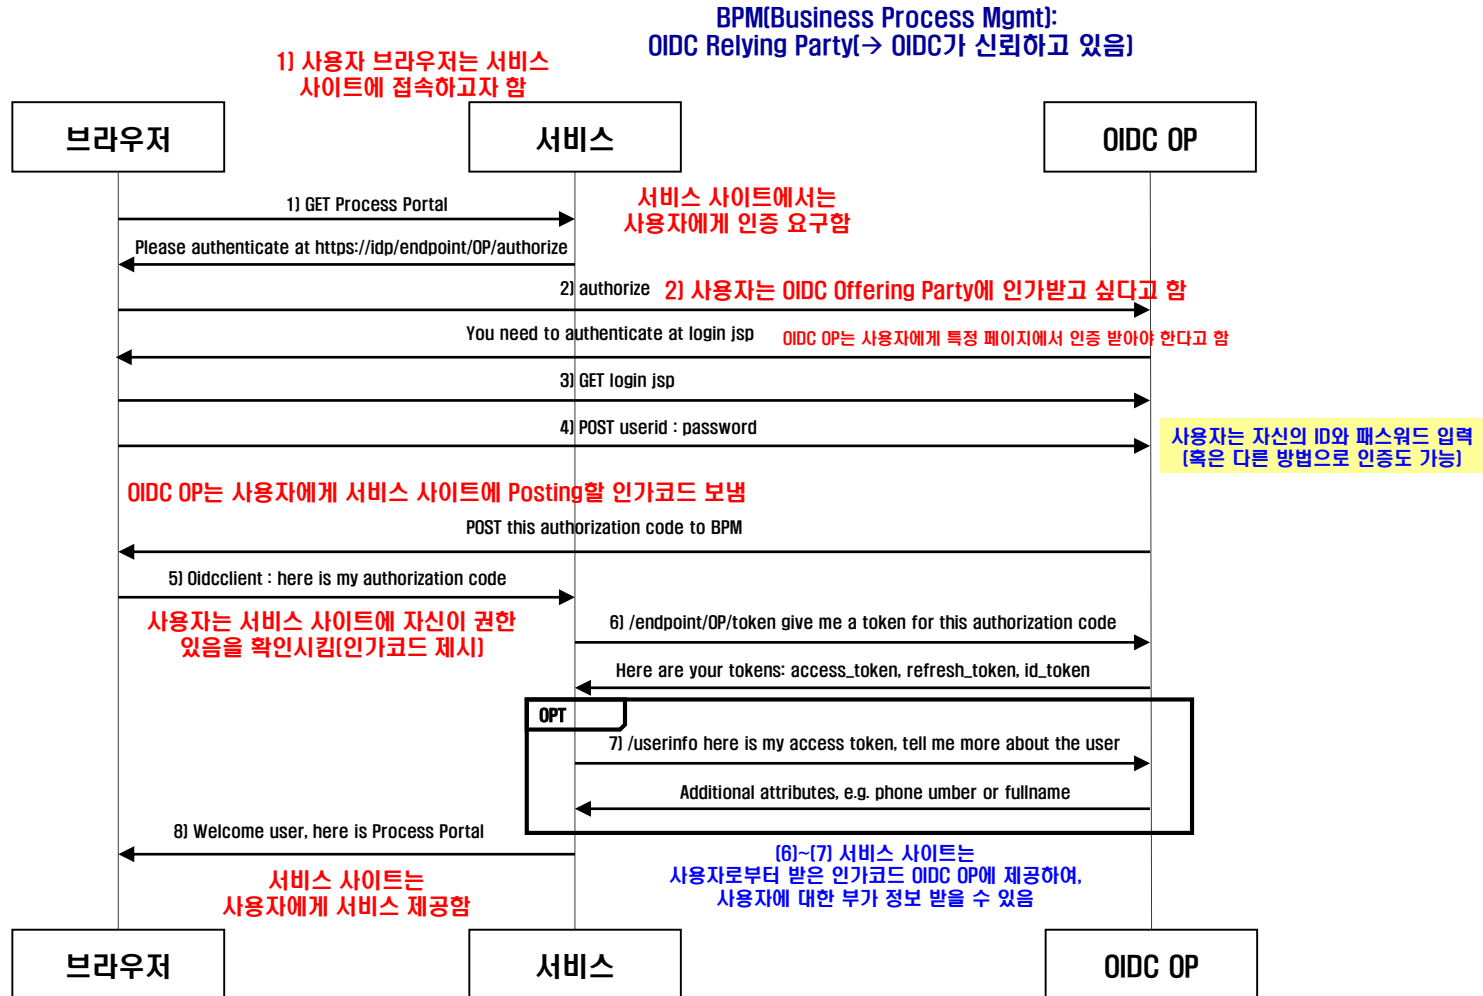 BPM(Business Process Mgmt):
OIDC Relying Party(→ OIDC가 신뢰하고 있음)
1) 사용자 브라우저는 서비스
사이트에 접속하고자 함
브라우저
서비스
OIDC OP
1) GET Process Portal
서비스 사이트에서는
사용자에게 인증 요구함
Please authenticate at https://idp/endpoint/OP/authorize
2) authorize
2) 사용자는 OIDC Offering Party에 인가받고 싶다고 함
You need to authenticate at login jsp
OIDC OP는 사용자에게 특정 페이지에서 인증 받아야 한다고 함
3) GET login jsp
4) POST userid : password
사용자는 자신의 ID와 패스워드 입력
(혹은 다른 방법으로 인증도 가능)
OIDC OP는 사용자에게 서비스 사이트에 Posting할 인가코드 보냄
POST this authorization code to BPM
5) Oidcclient : here is my authorization code
사용자는 서비스 사이트에 자신이 권한
있음을 확인시킴(인가코드 제시)
6) /endpoint/OP/token give me a token for this authorization code
Here are your tokens: access_token, refresh_token, id_token
OPT
7) /userinfo here is my access token, tell me more about the user
Additional attributes, e.g. phone umber or fullname
8) Welcome user, here is Process Portal
서비스 사이트는
사용자에게 서비스 제공함
(6)~(7) 서비스 사이트는
사용자로부터 받은 인가코드 OIDC OP에 제공하여,
사용자에 대한 부가 정보 받을 수 있음
브라우저
서비스
OIDC OP